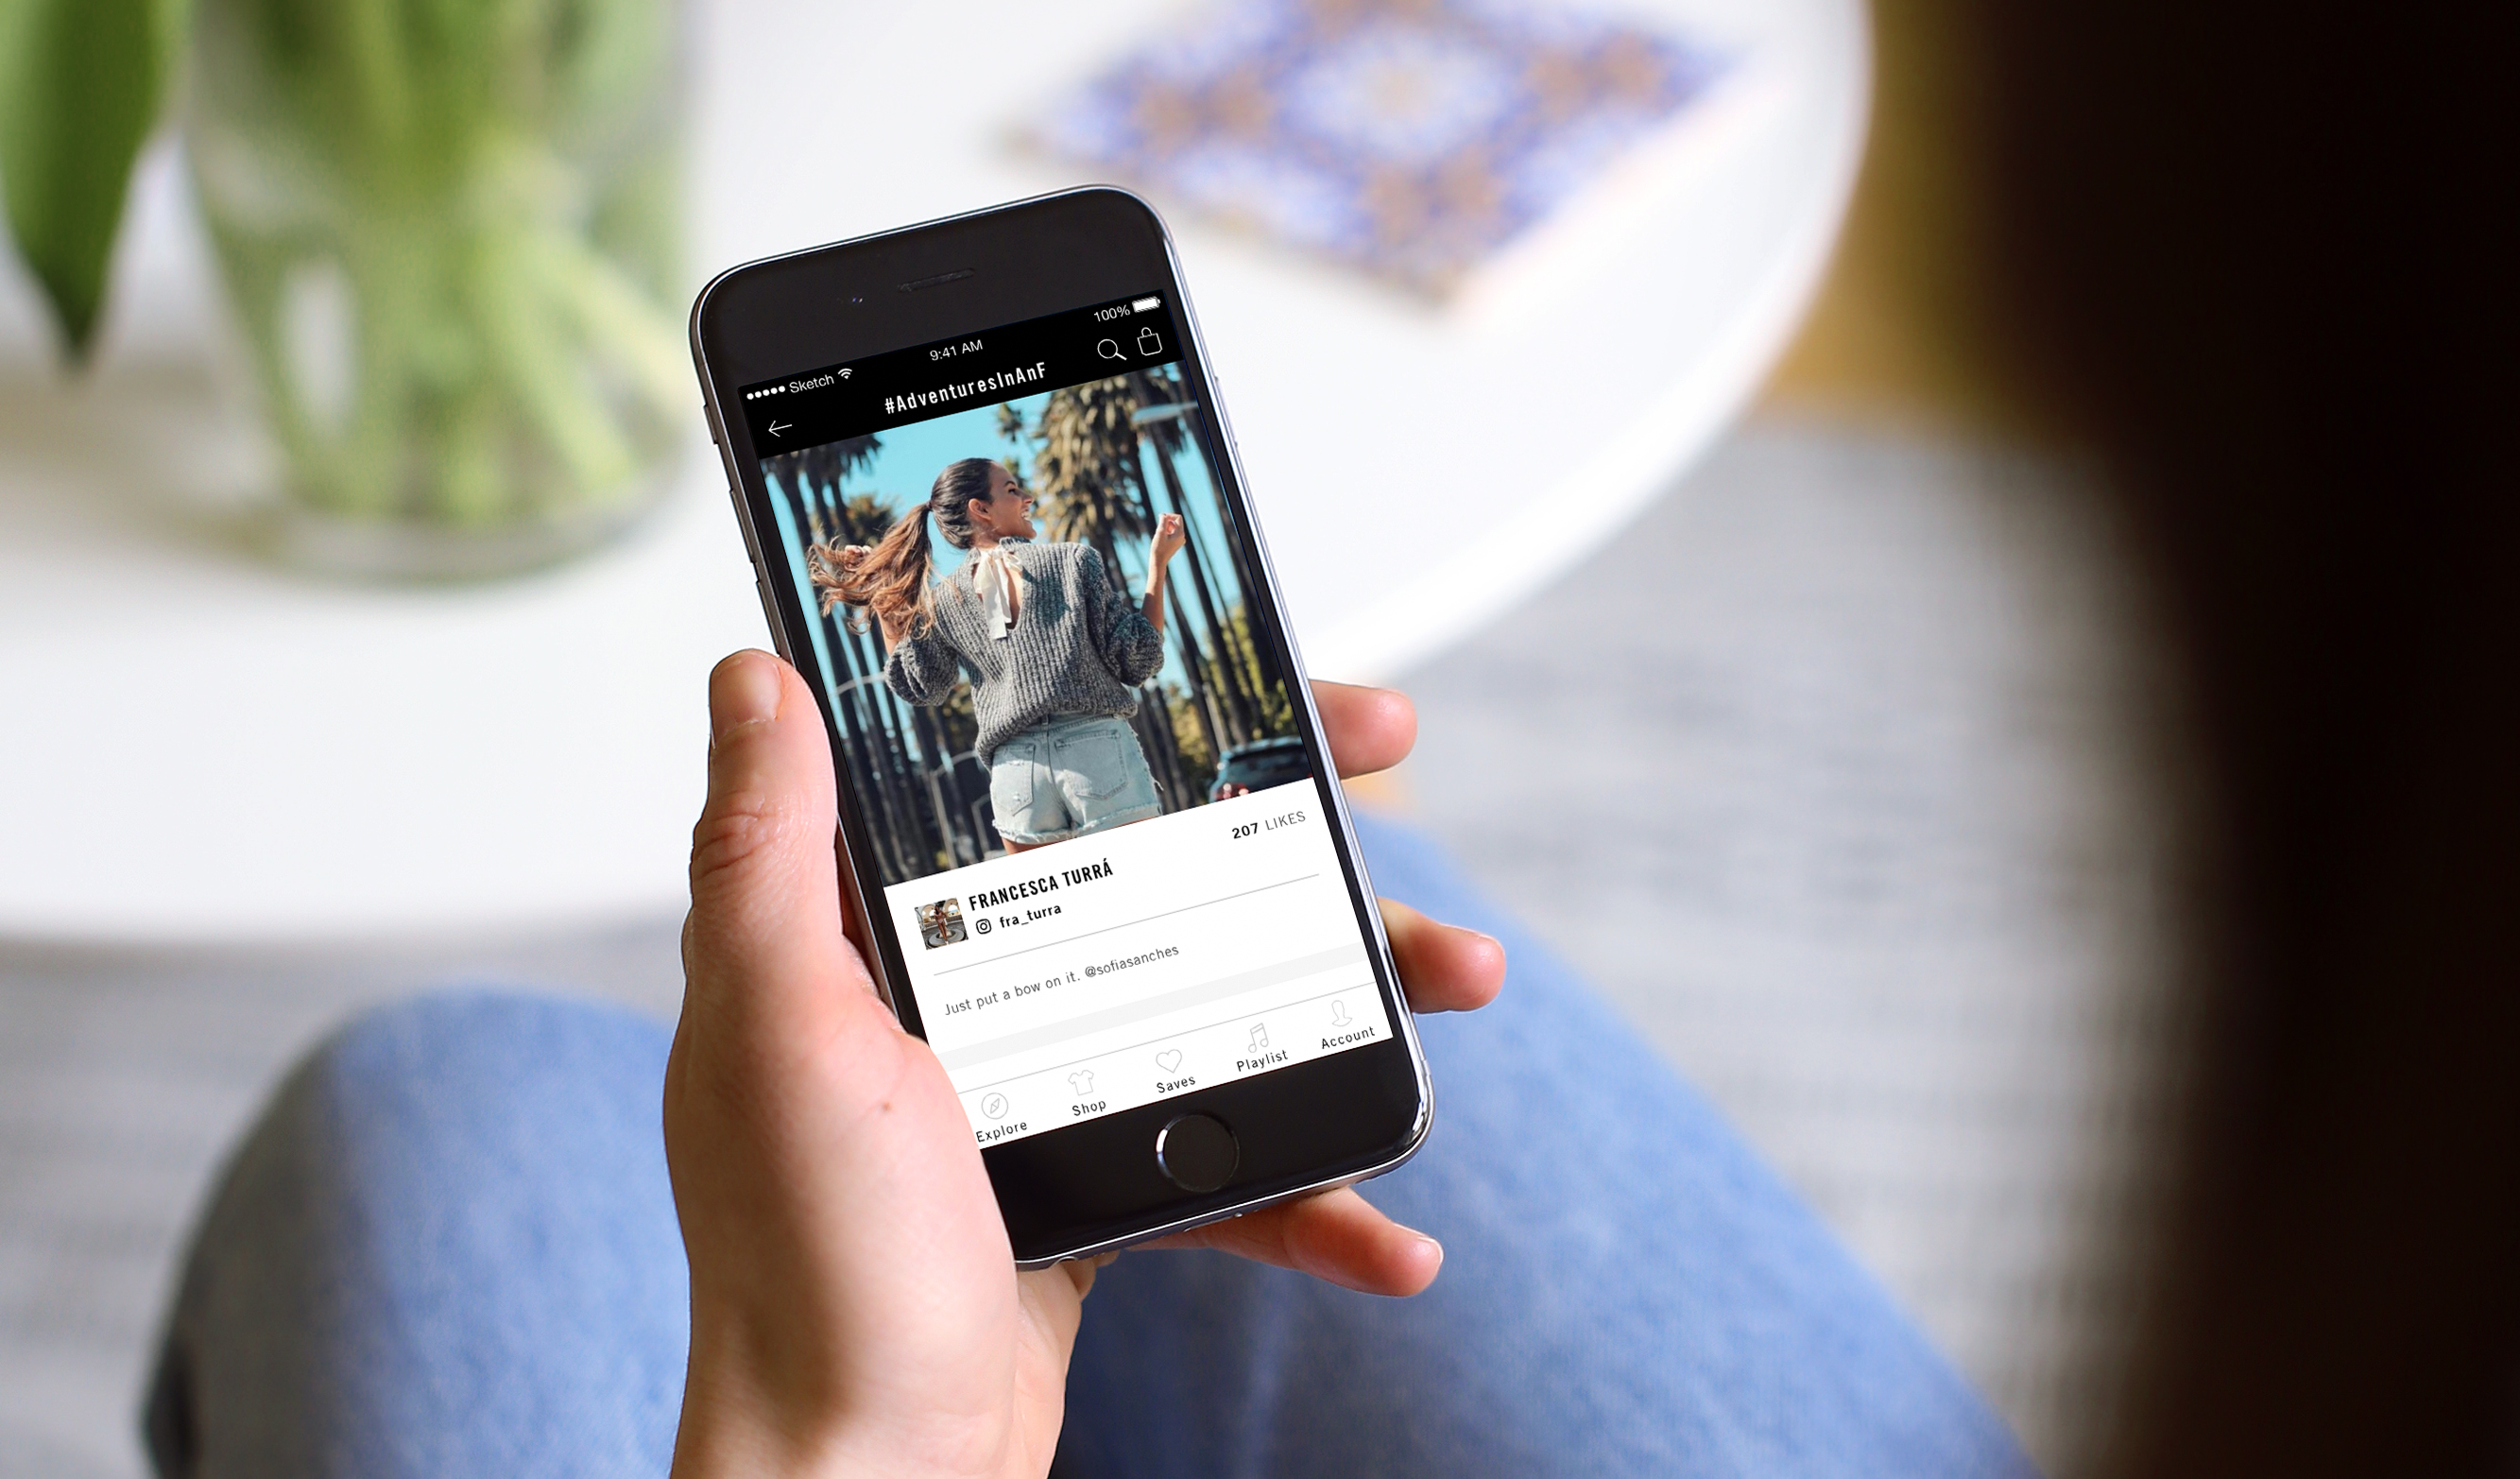 100%
9:41 AM
Sketch
#AdventuresInAnF
207 LIKES
FRANCESCA TURRÁ
fra_turra
Just put a bow on it. @sofiasanches
Explore
Shop
Saves
Playlist
Account